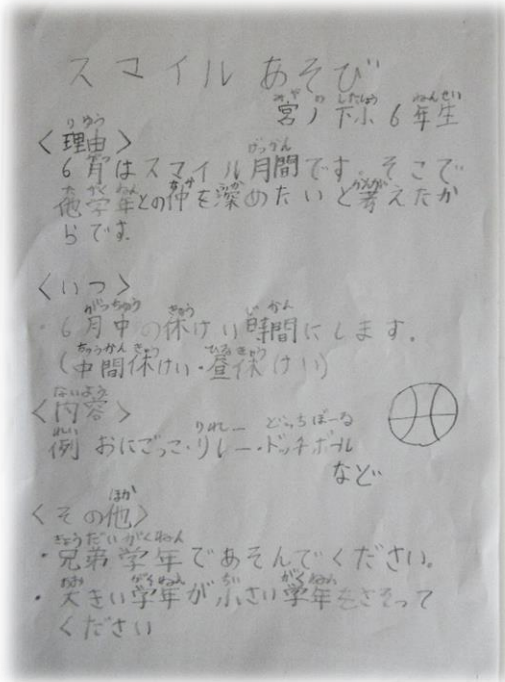 スマイルあそび
宮ノ下小6年生
<理由>
6月はスマイル月間です。そこで
他学年との仲を深めたいと考えたか
らです。
<いつ>
・6月中の休けい時間にします。
(中間休けい・昼休けい)
<内容>
例 おにごっこ・リレー・ドッチボール
など
<その他>
・兄弟学年であそんでください。
・大きい学年が小さい学年をさそって
ください